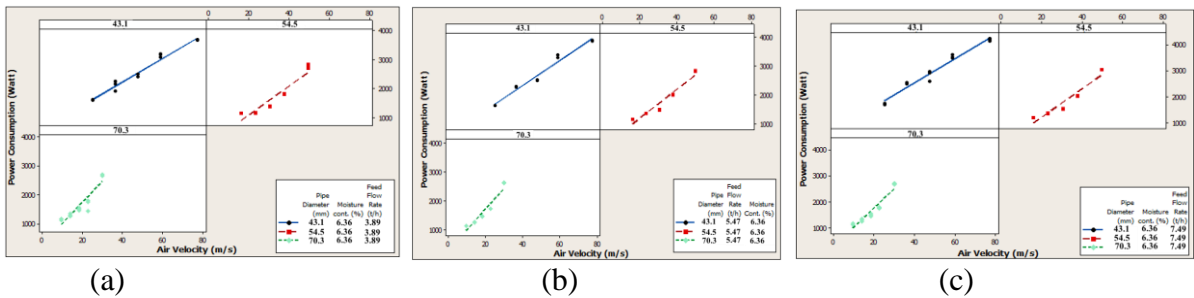 0 20 40 60 80 m/s
43.1 54.5
4000
3000
2000
1000
70.3
4000
3000
2000
1000
0 20 40 60 80
Power Consumption (Watt)
Air Velocity (m/s)
Feed
Pipe Flow
Diameter Moisture Rate
(mm) cont. (%) (t/h)
43.1 6.36 3.89
54.5 6.36 3.89
70.3 6.36 3.89
(a)
0 20 40 60 80 m/s
43.1 54.5
4000
3000
2000
1000
70.3
4000
3000
2000
1000
0 20 40 60 80
Power Consumption (Watt)
Air Velocity (m/s)
Feed
Pipe Flow
Diameter Rate Moisture
(mm) (t/h) Cont. (%)
43.1 5.47 6.36
54.5 5.47 6.36
70.3 5.47 6.36
(b)
0 20 40 60 80 m/s
43.1 54.5
4000
3000
2000
1000
70.3
4000
3000
2000
1000
0 20 40 60 80
Power Consumption (Watt)
Air Velocity (m/s)
Feed
Pipe Flow
Diameter Moisture Rate
(mm) cont. (%) (t/h)
43.1 6.36 7.49
54.5 6.36 7.49
70.3 6.36 7.49
(c)